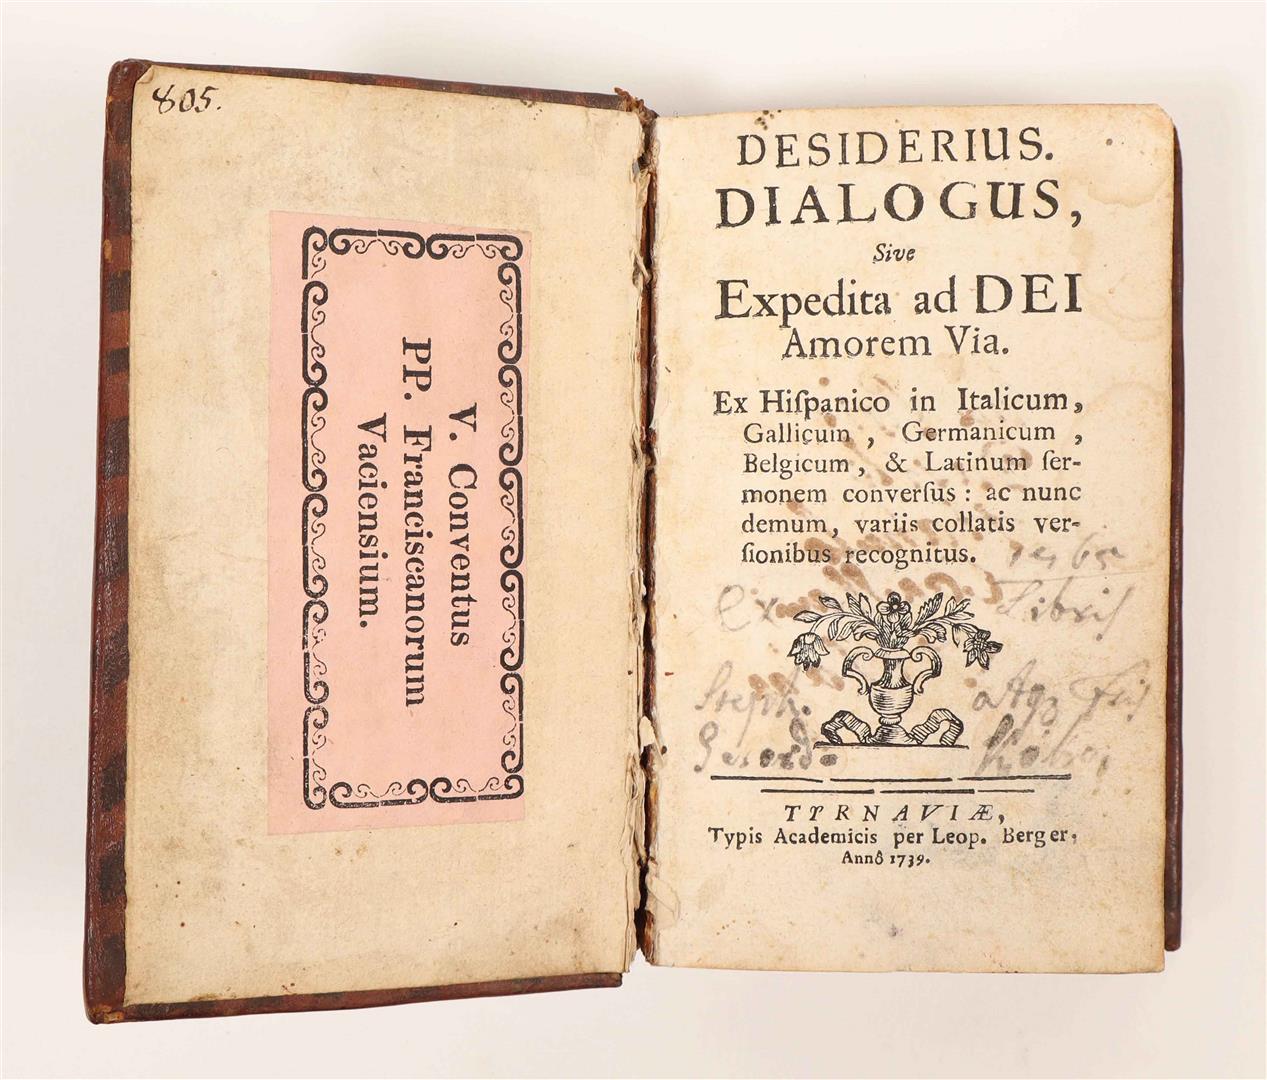 805.
V. Conventus
PP. Franciscanorum
Vaciensium.
DESIDERIUS.
DIALOGUS,
Sive
Expedita ad DEI
Amorem Via.
Ex Hiſpanico in Italicum,
Gallicum, Germanicum,
Belgicum, & Latinum ſer-
monem converſus: ac nunc
demum, variis collatis ver-
ſionibus recognitus.
Ex Libris
Steph.
TYRNAVIÆ,
Typis Academicis per Leop. Berger,
Annô 1739.